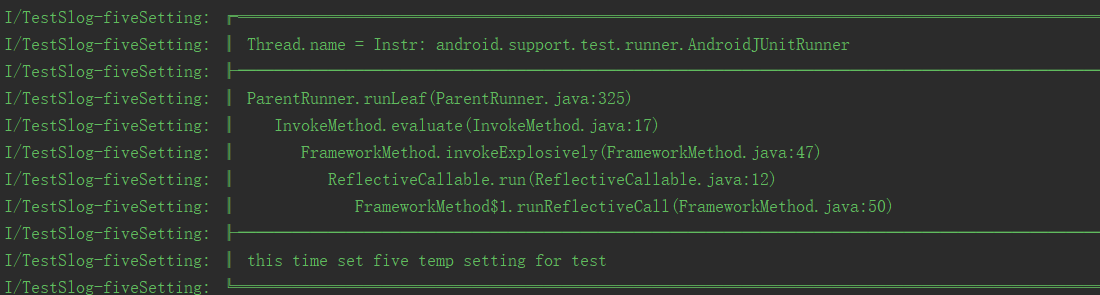 I/TestSlog-fiveSetting: ╔═══════════════════════════════════════
I/TestSlog-fiveSetting: ║ Thread.name = Instr: android.support.test.runner.AndroidJUnitRunner
I/TestSlog-fiveSetting: ╟───────────────────────────────────────
I/TestSlog-fiveSetting: ║ ParentRunner.runLeaf(ParentRunner.java:325)
I/TestSlog-fiveSetting: ║    InvokeMethod.evaluate(InvokeMethod.java:17)
I/TestSlog-fiveSetting: ║       FrameworkMethod.invokeExplosively(FrameworkMethod.java:47)
I/TestSlog-fiveSetting: ║          ReflectiveCallable.run(ReflectiveCallable.java:12)
I/TestSlog-fiveSetting: ║             FrameworkMethod$1.runReflectiveCall(FrameworkMethod.java:50)
I/TestSlog-fiveSetting: ╟───────────────────────────────────────
I/TestSlog-fiveSetting: ║ this time set five temp setting for test
I/TestSlog-fiveSetting: ╚═══════════════════════════════════════